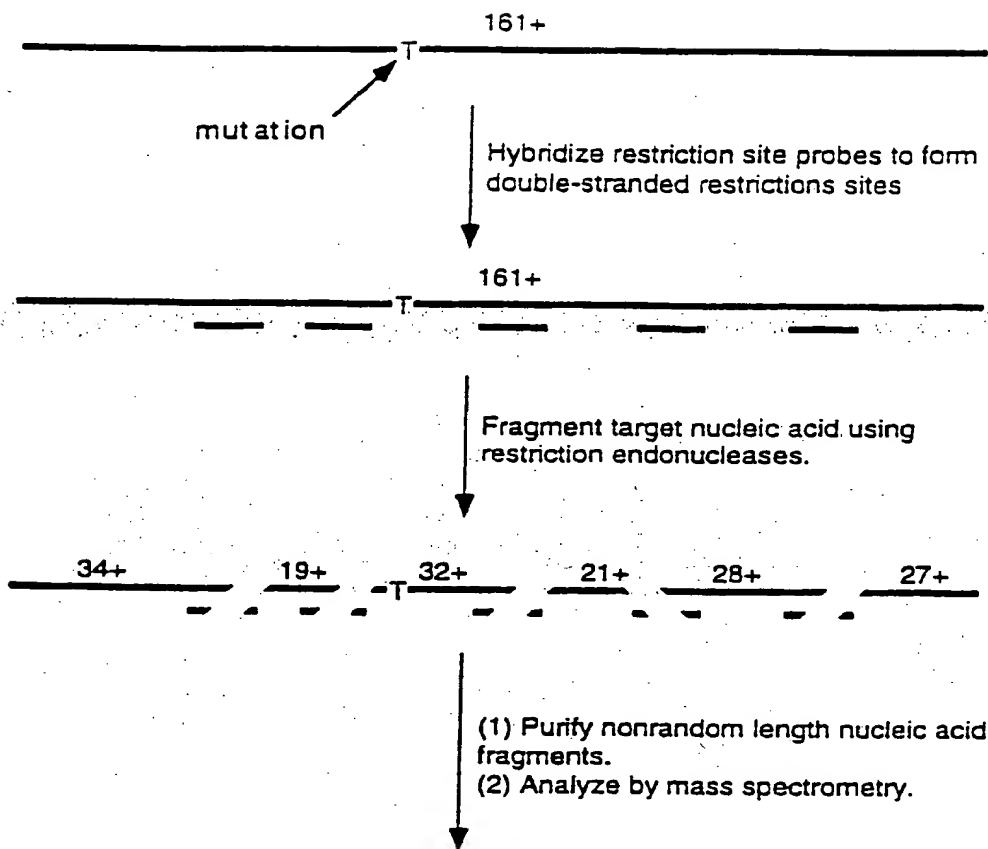 161+
T
mutation
Hybridize restriction site probes to form
double-stranded restrictions sites
161+
T
Fragment target nucleic acid using
restriction endonucleases.
34+ 19+ T 32+ 21+ 28+ 27+
(1) Purify nonrandom length nucleic acid
fragments.
(2) Analyze by mass spectrometry.